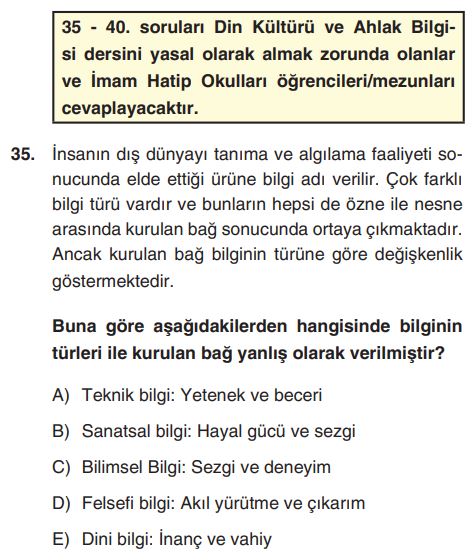 35 - 40. soruları Din Kültürü ve Ahlak Bilgi-
si dersini yasal olarak almak zorunda olanlar
ve İmam Hatip Okulları öğrencileri/mezunları
cevaplayacaktır.
35. İnsanın dış dünyayı tanıma ve algılama faaliyeti so-
nucunda elde ettiği ürüne bilgi adı verilir. Çok farklı
bilgi türü vardır ve bunların hepsi de özne ile nesne
arasında kurulan bağ sonucunda ortaya çıkmaktadır.
Ancak kurulan bağ bilginin türüne göre değişkenlik
göstermektedir.
Buna göre aşağıdakilerden hangisinde bilginin
türleri ile kurulan bağ yanlış olarak verilmiştir?
A) Teknik bilgi: Yetenek ve beceri
B) Sanatsal bilgi: Hayal gücü ve sezgi
C) Bilimsel Bilgi: Sezgi ve deneyim
D) Felsefi bilgi: Akıl yürütme ve çıkarım
E) Dini bilgi: İnanç ve vahiy